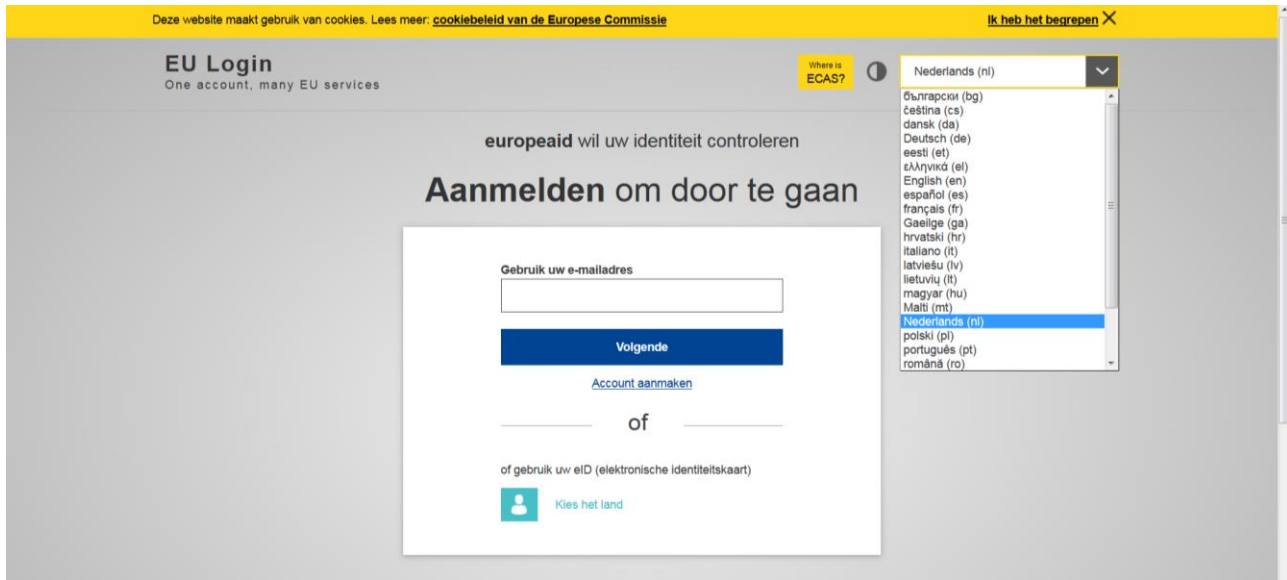 Deze website maakt gebruik van cookies. Lees meer: cookiebeleid van de Europese Commissie
Ik heb het begrepen
EU Login
One account, many EU services
Where is
ECAS?
Nederlands (nl)
български (bg)
čeština (cs)
dansk (da)
Deutsch (de)
eesti (et)
ελληνικά (el)
English (en)
español (es)
français (fr)
Gaeilge (ga)
hrvatski (hr)
italiano (it)
latviešu (lv)
lietuvių (lt)
magyar (hu)
Malti (mt)
Nederlands (nl)
polski (pl)
português (pt)
română (ro)
europeaid wil uw identiteit controleren
Aanmelden om door te gaan
Gebruik uw e-mailadres
Volgende
Account aanmaken
of
of gebruik uw eID (elektronische identiteitskaart)
Kies het land